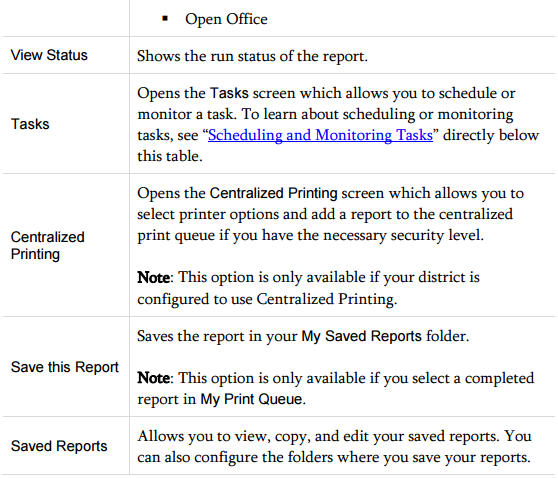 ▪ Open Office
View Status
Shows the run status of the report.
Tasks
Opens the Tasks screen which allows you to schedule or
monitor a task. To learn about scheduling or monitoring
tasks, see “Scheduling and Monitoring Tasks” directly below
this table.
Centralized
Printing
Opens the Centralized Printing screen which allows you to
select printer options and add a report to the centralized
print queue if you have the necessary security level.
Note: This option is only available if your district is
configured to use Centralized Printing.
Save this Report
Saves the report in your My Saved Reports folder.
Note: This option is only available if you select a completed
report in My Print Queue.
Saved Reports
Allows you to view, copy, and edit your saved reports. You
can also configure the folders where you save your reports.